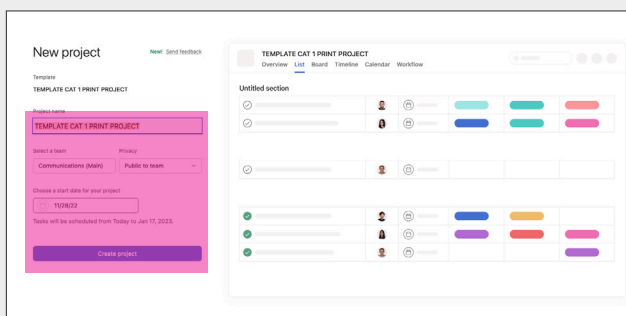 New project
New! Send feedback
Template
TEMPLATE CAT 1 PRINT PROJECT
Project name
TEMPLATE CAT 1 PRINT PROJECT
Select a team
Privacy
Communications (Main)
Public to team
Choose a start date for your project
11/28/22
Tasks will be scheduled from Today to Jan 17, 2023.
Create project
TEMPLATE CAT 1 PRINT PROJECT
Overview List Board Timeline Calendar Workflow
Untitled section